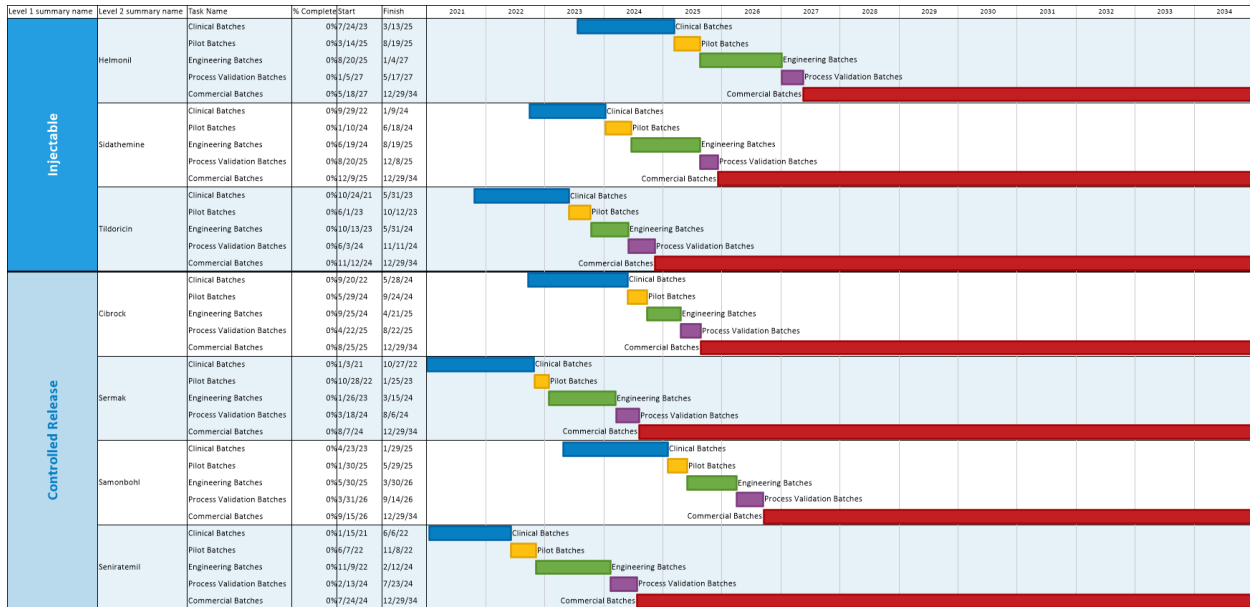 Level 1 summary name Level 2 summary name Task Name % Complete Start Finish 2021 2022 2023 2024 2025 2026 2027 2028 2029 2030 2031 2032 2033 2034
Injectable
Helmonil
Clinical Batches 0% 7/24/23 3/13/25 Clinical Batches
Pilot Batches 0% 3/14/25 8/19/25 Pilot Batches
Engineering Batches 0% 8/20/25 1/4/27 Engineering Batches
Process Validation Batches 0% 1/5/27 5/17/27 Process Validation Batches
Commercial Batches 0% 5/18/27 12/29/34 Commercial Batches
Sidathemine
Clinical Batches 0% 9/29/22 1/9/24 Clinical Batches
Pilot Batches 0% 1/10/24 6/18/24 Pilot Batches
Engineering Batches 0% 6/19/24 8/19/25 Engineering Batches
Process Validation Batches 0% 8/20/25 12/8/25 Process Validation Batches
Commercial Batches 0% 12/9/25 12/29/34 Commercial Batches
Tildoricin
Clinical Batches 0% 10/24/21 5/31/23 Clinical Batches
Pilot Batches 0% 6/1/23 10/12/23 Pilot Batches
Engineering Batches 0% 10/13/23 5/31/24 Engineering Batches
Process Validation Batches 0% 6/3/24 11/11/24 Process Validation Batches
Commercial Batches 0% 11/12/24 12/29/34 Commercial Batches
Controlled Release
Cibrock
Clinical Batches 0% 9/20/22 5/28/24 Clinical Batches
Pilot Batches 0% 5/29/24 9/24/24 Pilot Batches
Engineering Batches 0% 9/25/24 4/21/25 Engineering Batches
Process Validation Batches 0% 4/22/25 8/22/25 Process Validation Batches
Commercial Batches 0% 8/25/25 12/29/34 Commercial Batches
Sermak
Clinical Batches 0% 1/3/21 10/27/22 Clinical Batches
Pilot Batches 0% 10/28/22 1/25/23 Pilot Batches
Engineering Batches 0% 1/26/23 3/15/24 Engineering Batches
Process Validation Batches 0% 3/18/24 8/6/24 Process Validation Batches
Commercial Batches 0% 8/7/24 12/29/34 Commercial Batches
Samonbohl
Clinical Batches 0% 4/23/23 1/29/25 Clinical Batches
Pilot Batches 0% 1/30/25 5/29/25 Pilot Batches
Engineering Batches 0% 5/30/25 3/30/26 Engineering Batches
Process Validation Batches 0% 3/31/26 9/14/26 Process Validation Batches
Commercial Batches 0% 9/15/26 12/29/34 Commercial Batches
Seniratemil
Clinical Batches 0% 1/15/21 6/6/22 Clinical Batches
Pilot Batches 0% 6/7/22 11/8/22 Pilot Batches
Engineering Batches 0% 11/9/22 2/12/24 Engineering Batches
Process Validation Batches 0% 2/13/24 7/23/24 Process Validation Batches
Commercial Batches 0% 7/24/24 12/29/34 Commercial Batches